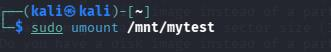 ┌──(kali㉿kali)-[~]
└─$ sudo umount /mnt/mytest